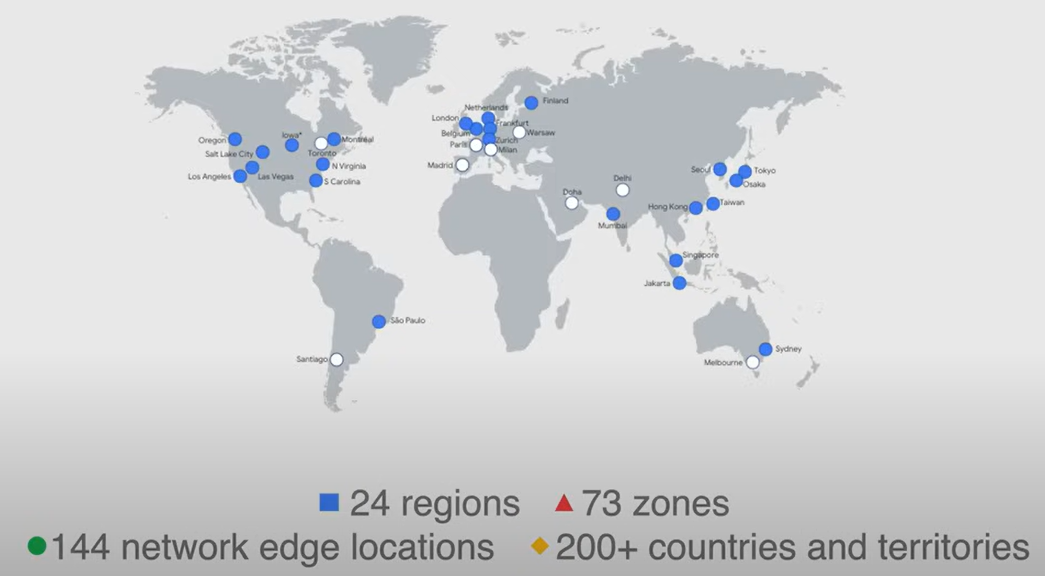 Finland
Netherlands
London
Frankfurt
Belgium
Warsaw
Oregon
Iowa*
Montréal
Paris
Zurich
Milan
Salt Lake City
Toronto
Madrid
N Virginia
Seoul
Tokyo
Los Angeles
Las Vegas
S Carolina
Delhi
Osaka
Doha
Hong Kong
Taiwan
Mumbai
Singapore
Jakarta
São Paulo
Sydney
Santiago
Melbourne
24 regions
73 zones
144 network edge locations
200+ countries and territories